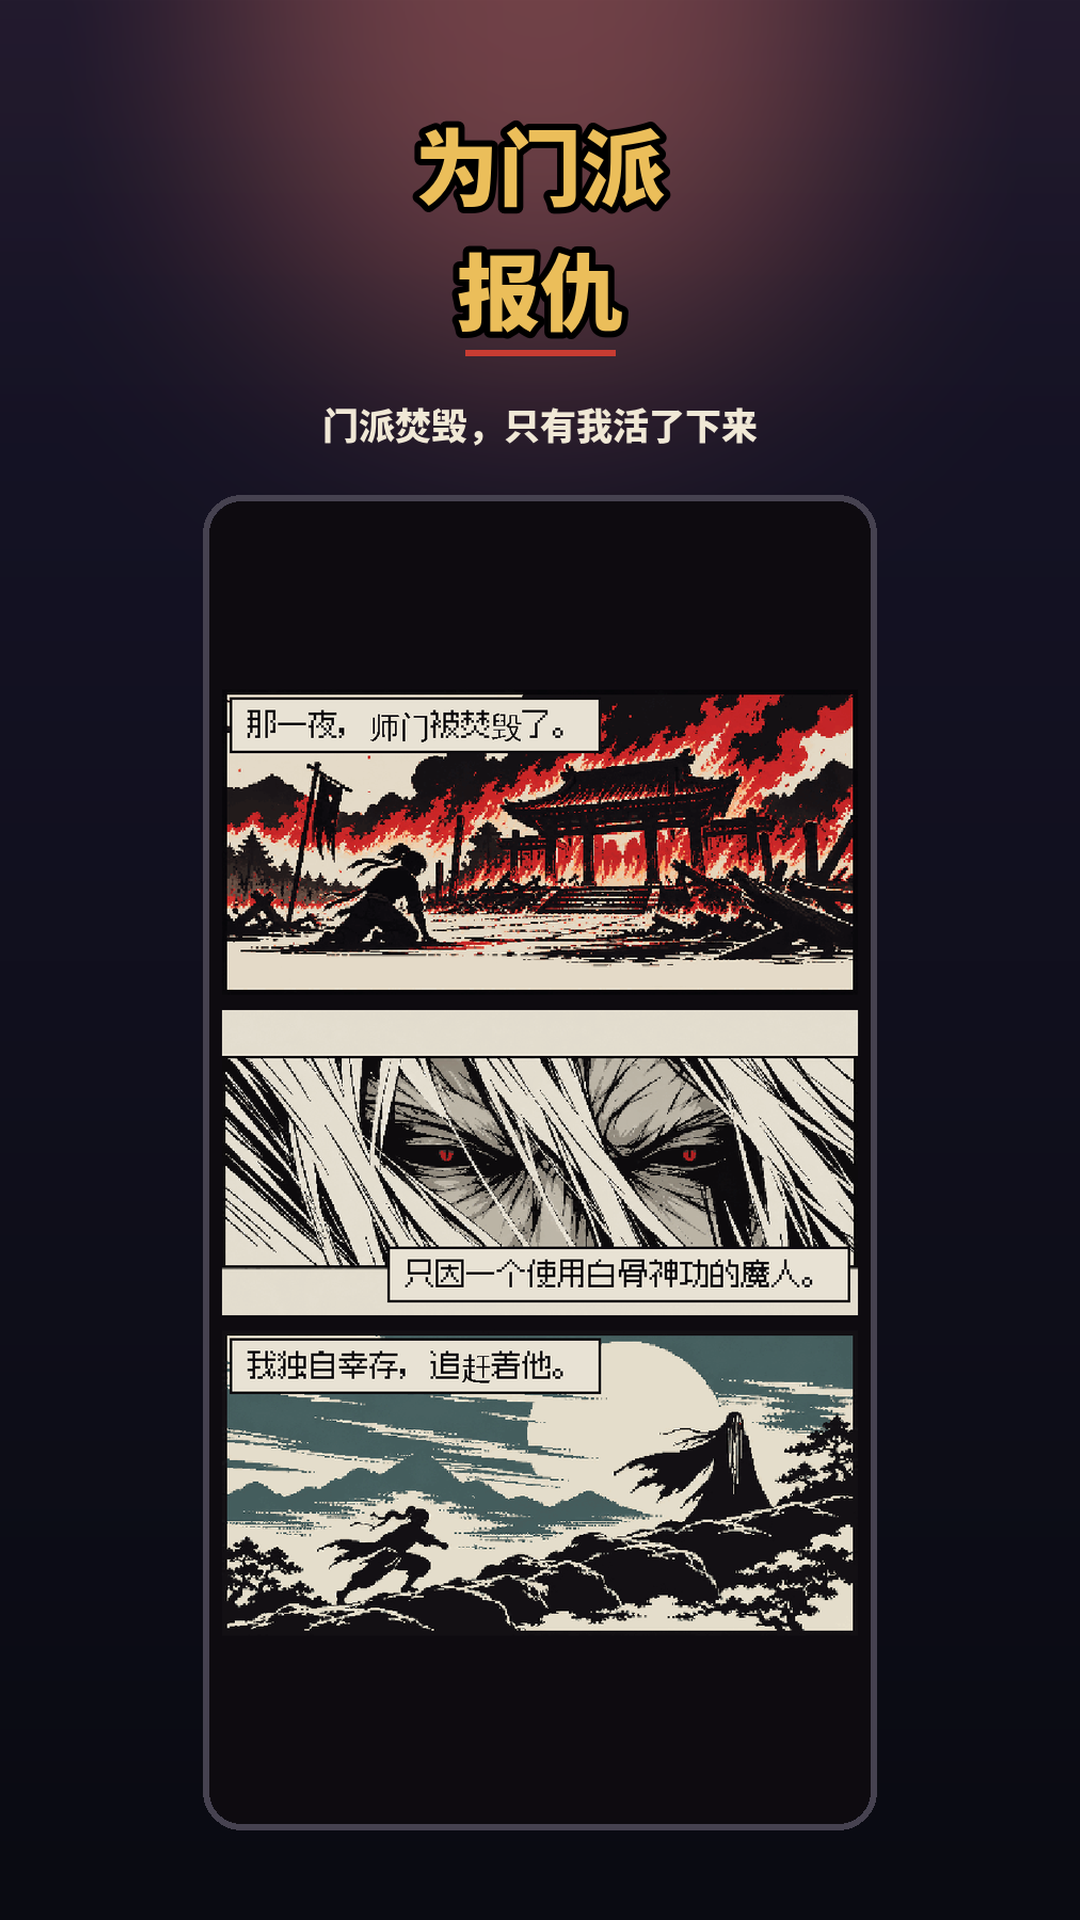 为门派
报仇
门派焚毁，只有我活了下来
那一夜，师门被焚毁了。
只因一个使用白骨神功的魔人。
我独自幸存，追赶着他。